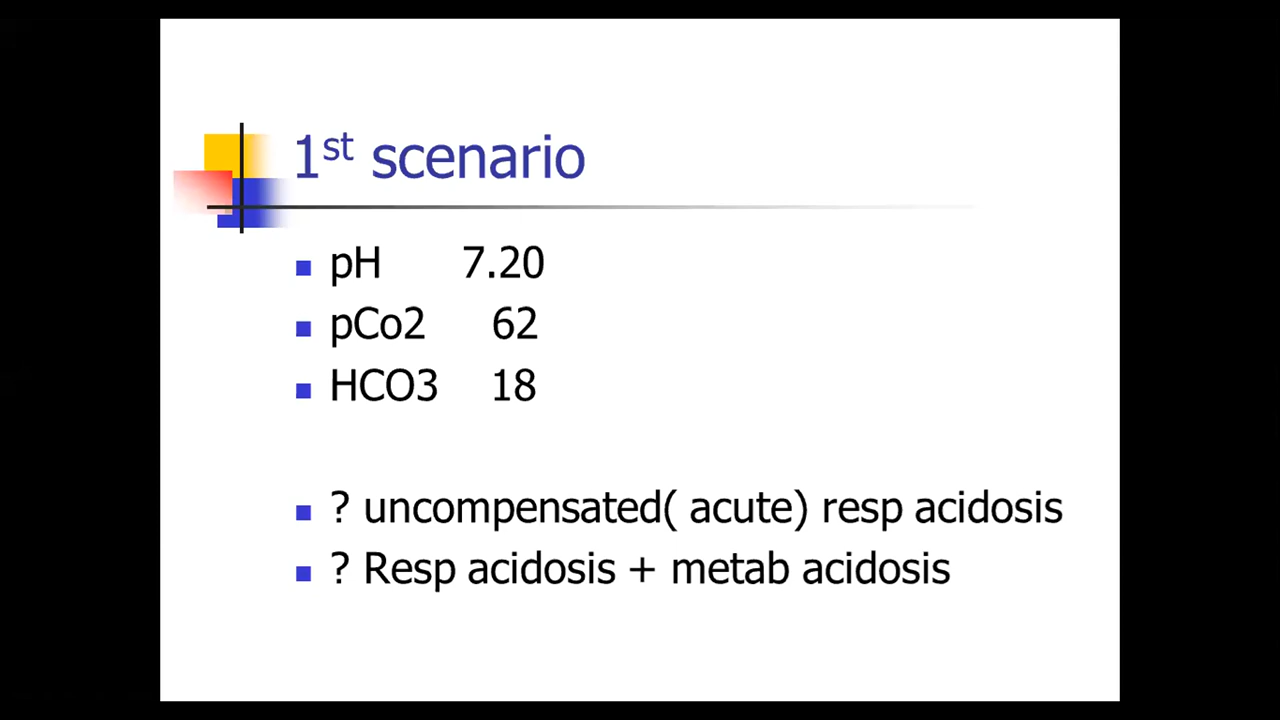 1st scenario
pH 7.20
pCo2 62
HCO3 18
? uncompensated( acute) resp acidosis
? Resp acidosis + metab acidosis